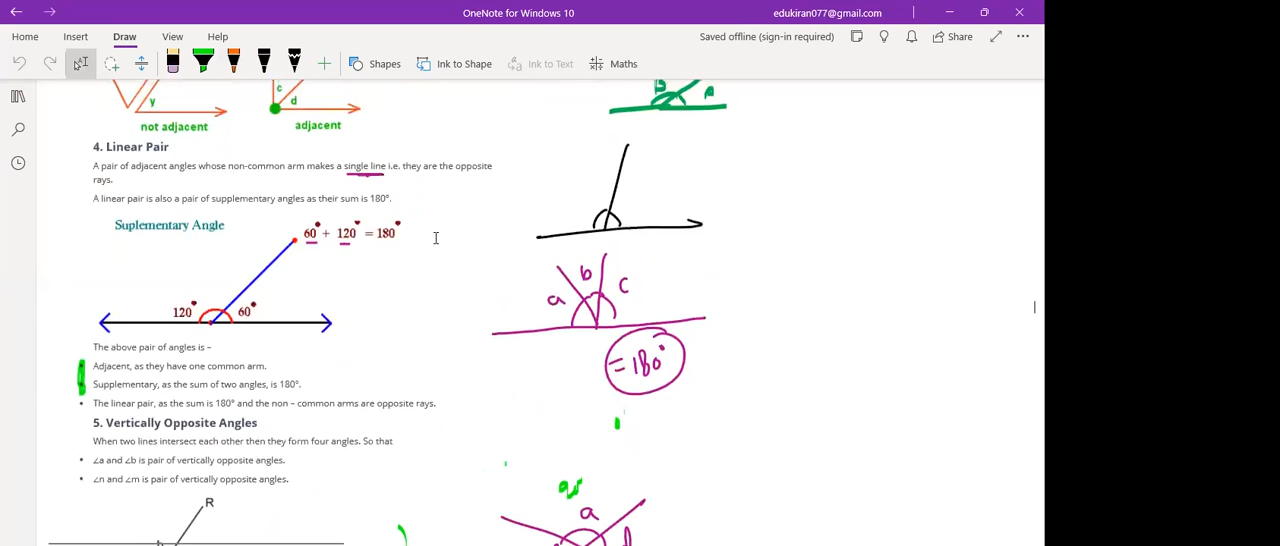 OneNote for Windows 10
edukiran077@gmail.com
Home
Insert
Draw
View
Help
Saved offline (sign-in required)
Share
Shapes
Ink to Shape
Ink to Text
Maths
y
not adjacent
c
d
adjacent
B
A
4. Linear Pair
A pair of adjacent angles whose non-common arm makes a single line i.e. they are the opposite
rays.
A linear pair is also a pair of supplementary angles as their sum is 180°.
Suplementary Angle
60° + 120° = 180°
120°
60°
a
b
c
= 180°
The above pair of angles is –
Adjacent, as they have one common arm.
Supplementary, as the sum of two angles, is 180°.
• The linear pair, as the sum is 180° and the non – common arms are opposite rays.
5. Vertically Opposite Angles
When two lines intersect each other then they form four angles. So that
• ∠a and ∠b is pair of vertically opposite angles.
• ∠n and ∠m is pair of vertically opposite angles.
R
a